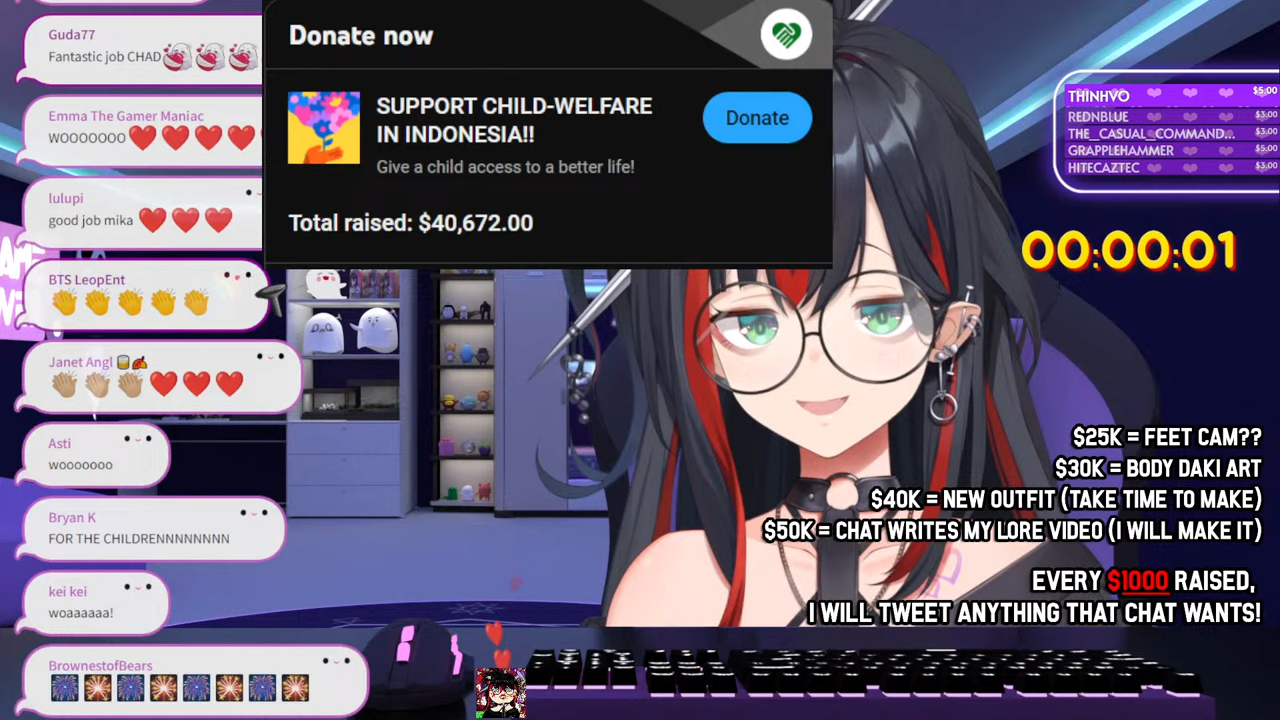 Guda77
Fantastic job CHAD
Emma The Gamer Maniac
WOOOOOOO
lulupi
good job mika
BTS LeopEnt
Janet Angl
Asti
wooooooo
Bryan K
FOR THE CHILDRENNNNNNN
kei kei
woaaaaaa!
BrownestofBears
Donate now
SUPPORT CHILD-WELFARE
IN INDONESIA!!
Give a child access to a better life!
Donate
Total raised: $40,672.00
THINHVO $5.00
REDNBLUE $3.00
THE_CASUAL_COMMAND... $3.00
GRAPPLEHAMMER $5.00
HITECAZTEC $3.00
00:00:01
$25K = FEET CAM??
$30K = BODY DAKI ART
$40K = NEW OUTFIT (TAKE TIME TO MAKE)
$50K = CHAT WRITES MY LORE VIDEO (I WILL MAKE IT)
EVERY $1000 RAISED,
I WILL TWEET ANYTHING THAT CHAT WANTS!